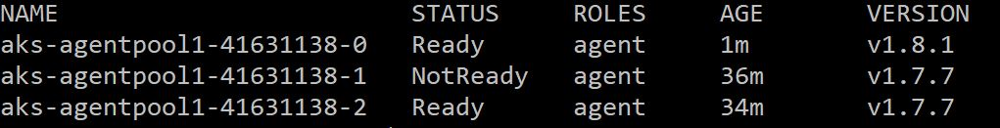 NAME STATUS ROLES AGE VERSION
aks-agentpool1-41631138-0 Ready agent 1m v1.8.1
aks-agentpool1-41631138-1 NotReady agent 36m v1.7.7
aks-agentpool1-41631138-2 Ready agent 34m v1.7.7